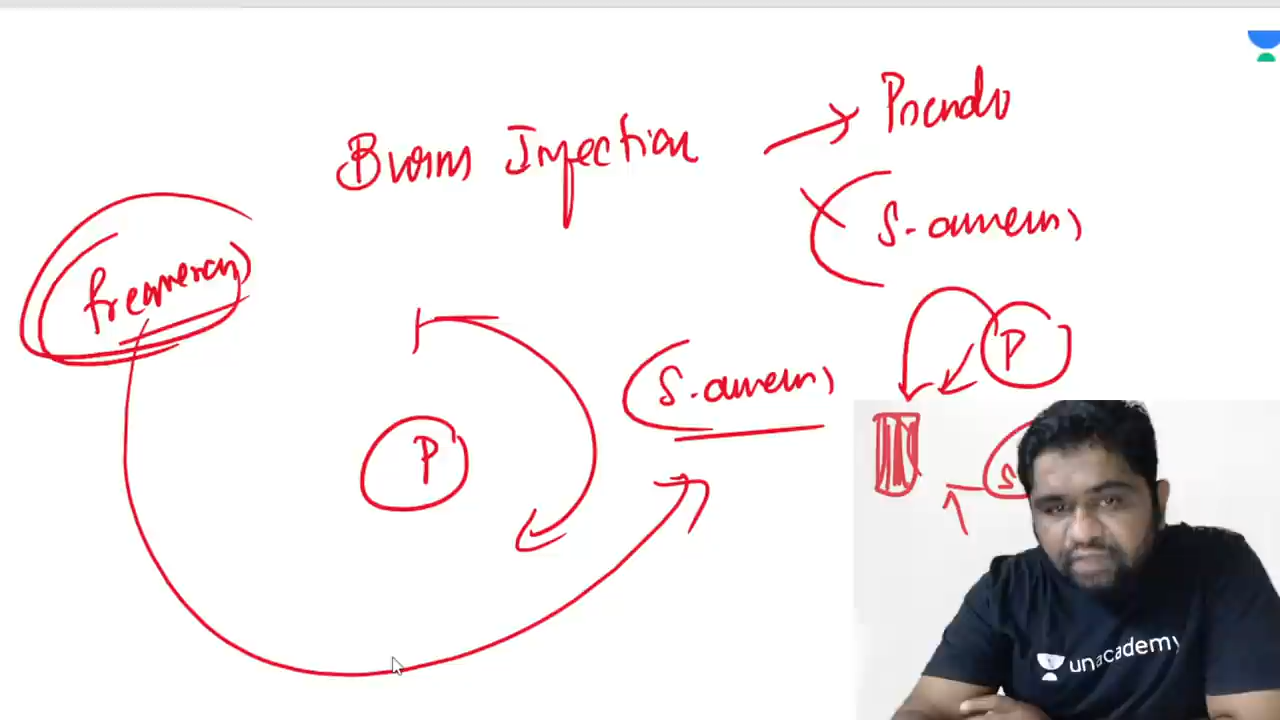 Burns Infection → Pseudo
S. aureus
frequency
P
S. aureus
P
S
unacademy